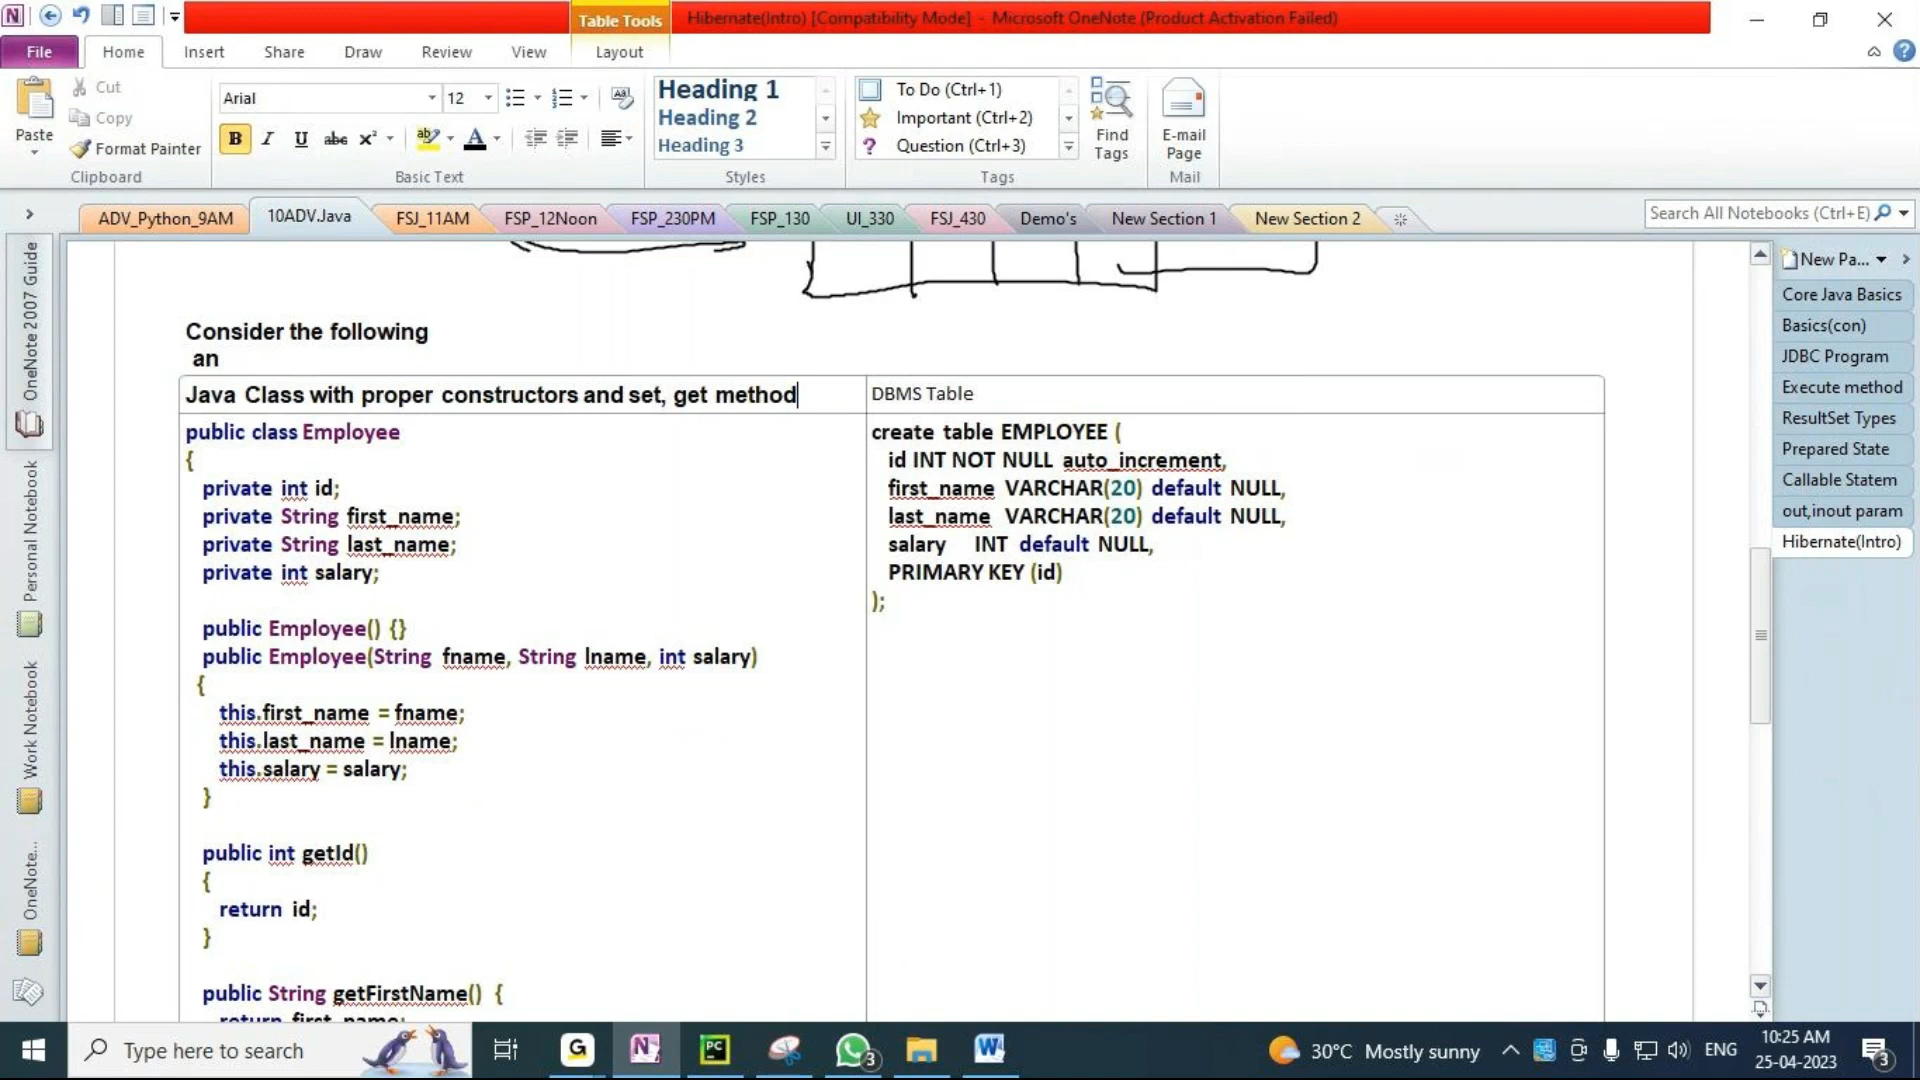 Table Tools
Hibernate(Intro) [Compatibility Mode] - Microsoft OneNote (Product Activation Failed)
File
Home
Insert
Share
Draw
Review
View
Layout
Paste
Cut
Copy
Format Painter
Clipboard
Arial
12
B I U abc x²
A
Basic Text
Heading 1
Heading 2
Heading 3
Styles
To Do (Ctrl+1)
Important (Ctrl+2)
Question (Ctrl+3)
Tags
Find
Tags
E-mail
Page
Mail
ADV_Python_9AM
10ADV.Java
FSJ_11AM
FSP_12Noon
FSP_230PM
FSP_130
UI_330
FSJ_430
Demo's
New Section 1
New Section 2
Search All Notebooks (Ctrl+E)
OneNote 2007 Guide
Personal Notebook
Work Notebook
OneNote...
Consider the following
an
Java Class with proper constructors and set, get method
public class Employee
{
private int id;
private String first_name;
private String last_name;
private int salary;
public Employee() {}
public Employee(String fname, String lname, int salary)
{
this.first_name = fname;
this.last_name = lname;
this.salary = salary;
}
public int getId()
{
return id;
}
public String getFirstName() {
return first_name;
DBMS Table
create table EMPLOYEE (
id INT NOT NULL auto_increment,
first_name VARCHAR(20) default NULL,
last_name VARCHAR(20) default NULL,
salary INT default NULL,
PRIMARY KEY (id)
);
New Pa...
Core Java Basics
Basics(con)
JDBC Program
Execute method
ResultSet Types
Prepared State
Callable Statem
out,inout param
Hibernate(Intro)
Type here to search
G
N
PC
3
W
30°C Mostly sunny
ENG
10:25 AM
25-04-2023
3